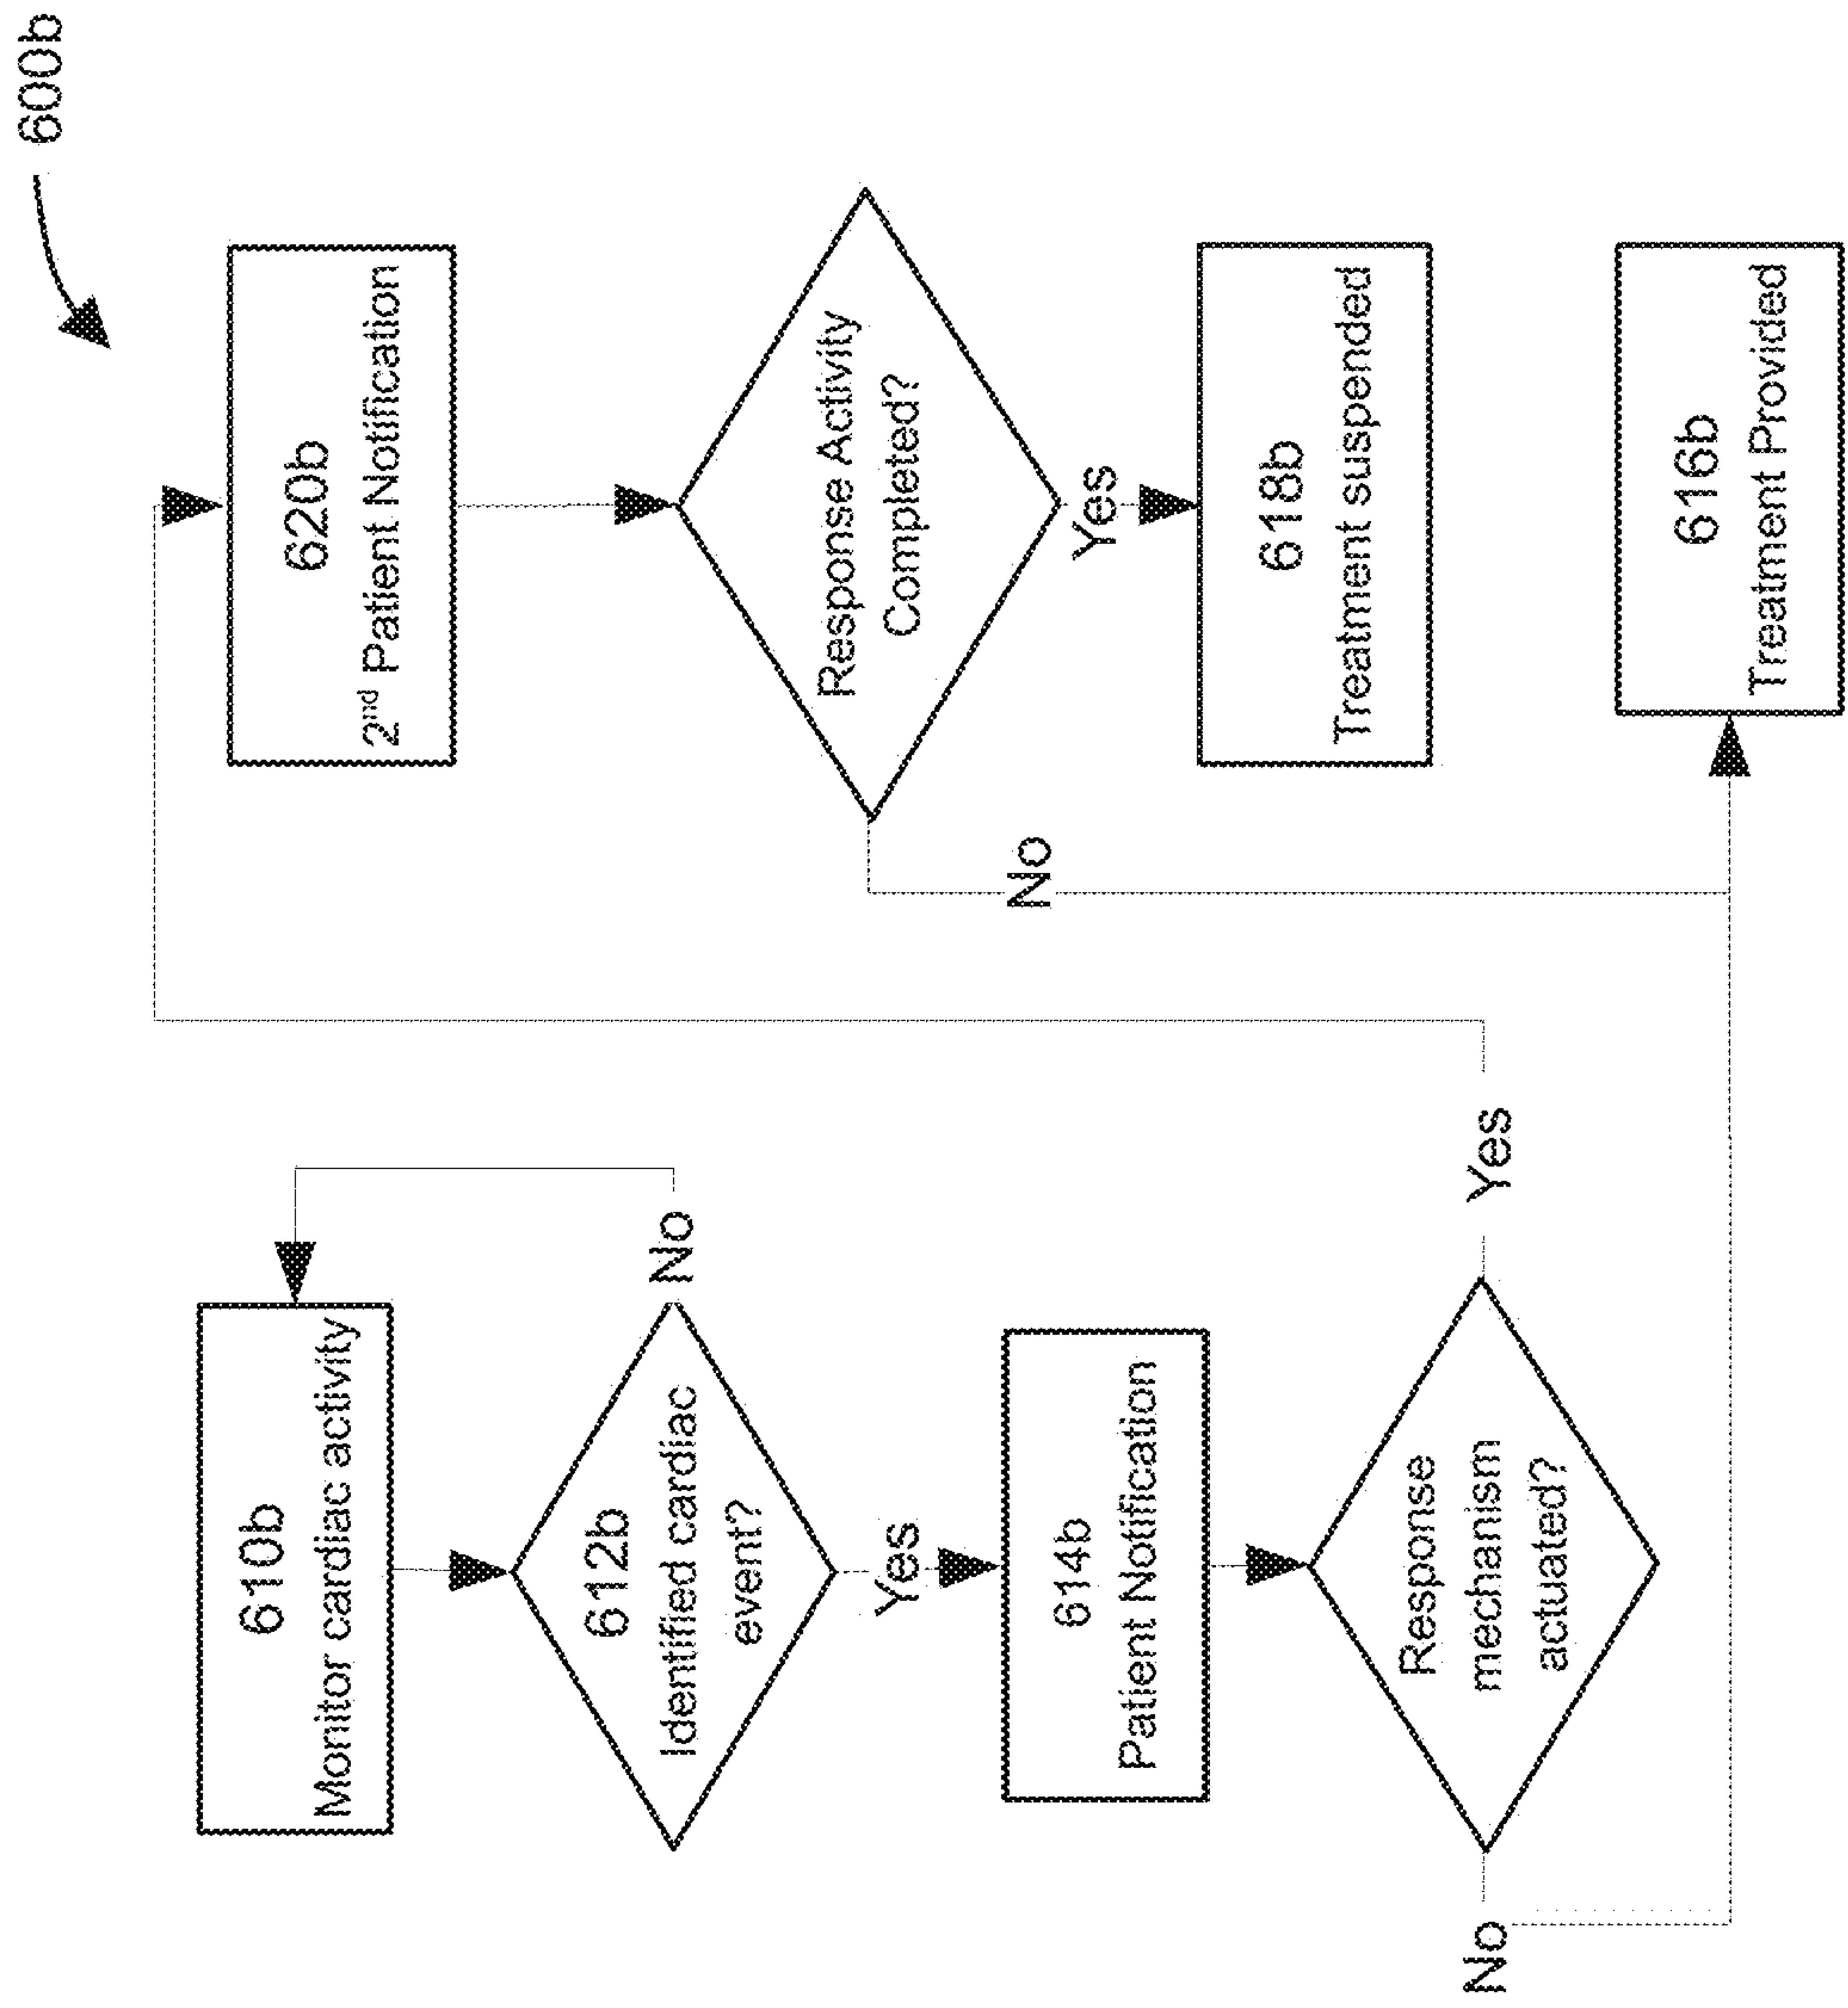 600b
610b
Monitor cardiac activity
612b
Identified cardiac
event?
No
Yes
614b
Patient Notification
Response
mechanism
actuated?
No
Yes
620b
2nd Patient Notification
Response Activity
Completed?
No
Yes
618b
Treatment suspended
616b
Treatment Provided